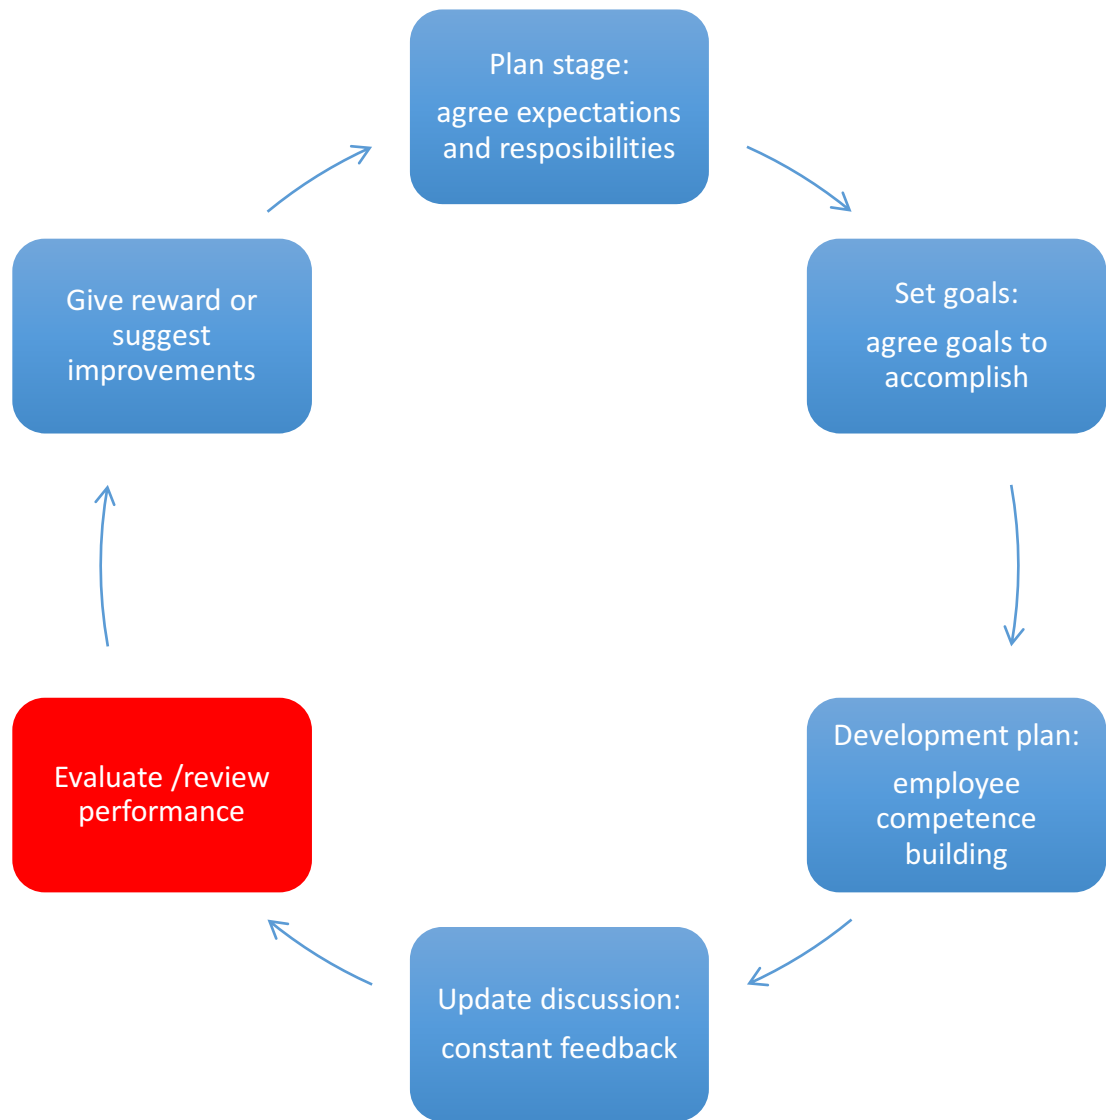 Plan stage:
agree expectations
and resposibilities
Set goals:
agree goals to
accomplish
Development plan:
employee
competence
building
Update discussion:
constant feedback
Evaluate /review
performance
Give reward or
suggest
improvements